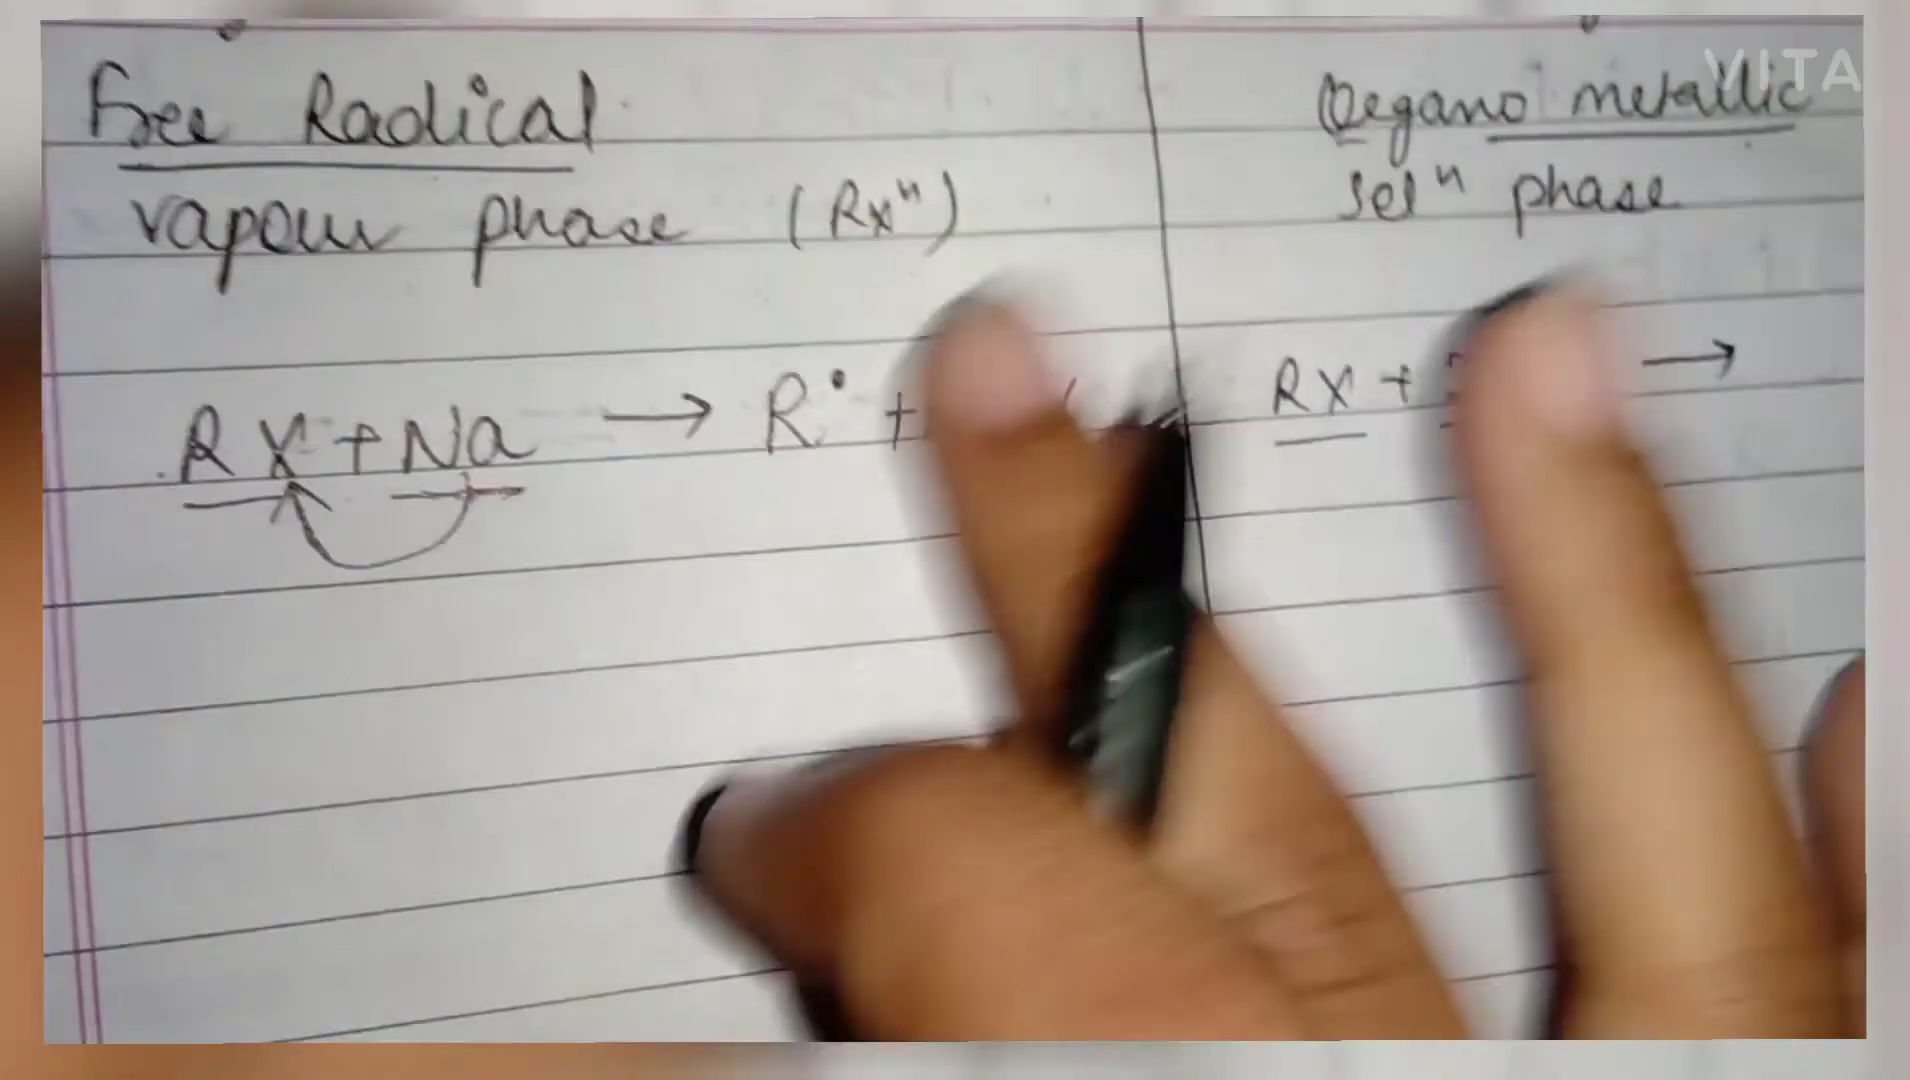 Free Radical
vapour phase (Rxⁿ)
RX + Na → R• +
Organo metallic
solⁿ phase
RX + →
VITA